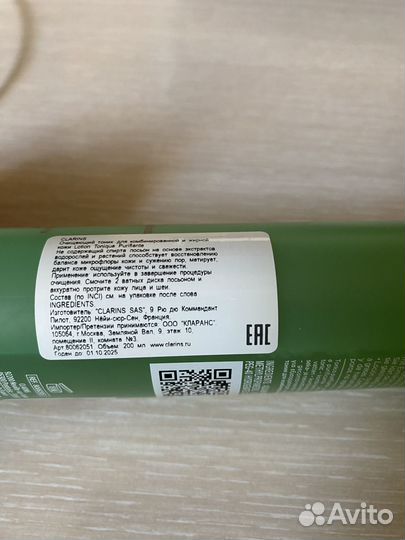 CLARINS
Очищающий тоник для комбинированной и жирной
кожи Lotion Tonique Purifiante
Не содержащий спирта лосьон на основе экстрактов
водорослей и растений способствует восстановлению
баланса микрофлоры кожи и сужению пор, матирует,
дарит коже ощущение чистоты и свежести.
Применение: используйте в завершение процедуры
очищения. Смочите 2 ватных диска лосьоном и
аккуратно протрите кожу лица и шеи.
Состав (по INCI) см. на упаковке после слова
INGREDIENTS.
Изготовитель: "CLARINS SAS", 9 Рю дю Коммандант
Пилот, 92200 Нёйи-сюр-Сен, Франция.
Импортер/Претензии принимаются: ООО "КЛАРАНС",
105064, г.Москва, Земляной Вал, 9, этаж 10,
помещение II, комната №3.
Арт.80062051 Объем: 200 мл. www.clarins.ru
Годен до: 01.10.2025
EAC
Avito